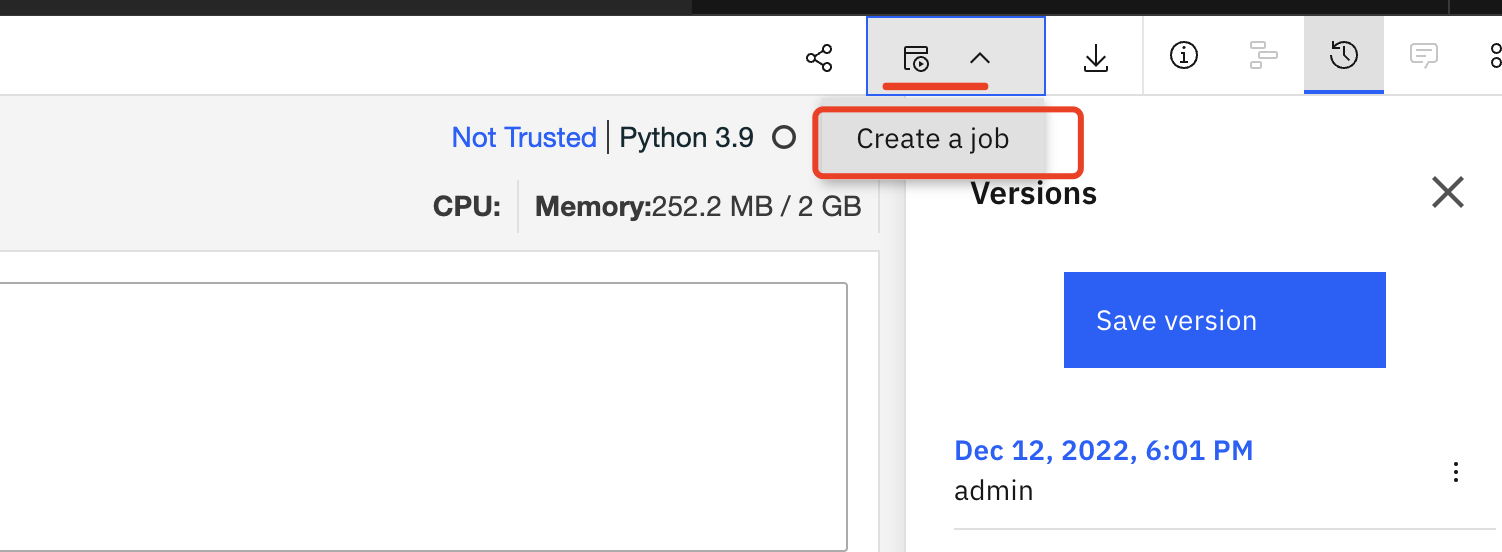 Not Trusted | Python 3.9
Create a job
CPU: Memory:252.2 MB / 2 GB
Versions
Save version
Dec 12, 2022, 6:01 PM
admin